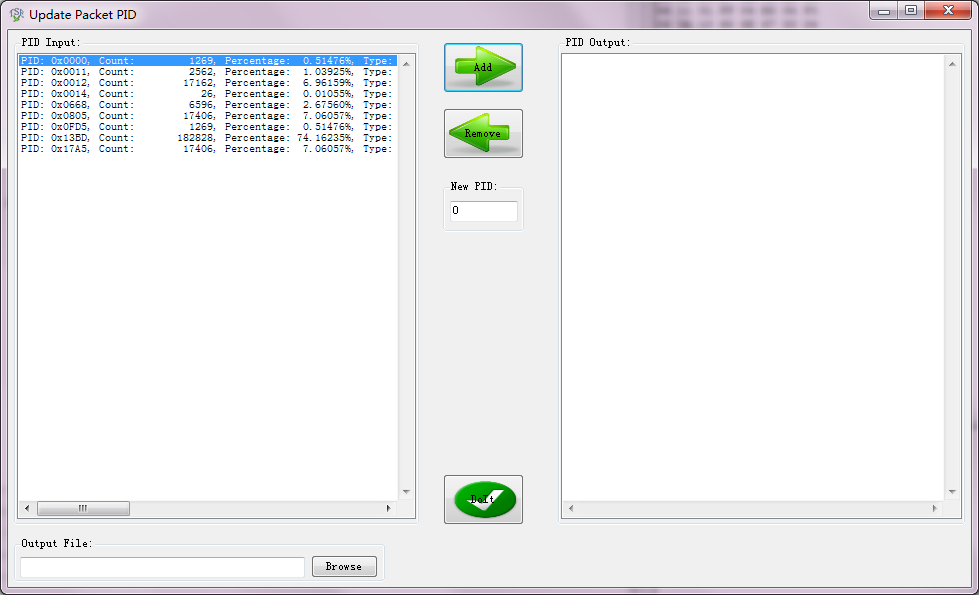 Update Packet PID
PID Input:
PID: 0x0000, Count: 1269, Percentage: 0.51476%, Type:
PID: 0x0011, Count: 2562, Percentage: 1.03925%, Type:
PID: 0x0012, Count: 17162, Percentage: 6.96159%, Type:
PID: 0x0014, Count: 26, Percentage: 0.01055%, Type:
PID: 0x0668, Count: 6596, Percentage: 2.67560%, Type:
PID: 0x0805, Count: 17406, Percentage: 7.06057%, Type:
PID: 0x0FD5, Count: 1269, Percentage: 0.51476%, Type:
PID: 0x13BD, Count: 182828, Percentage: 74.16235%, Type:
PID: 0x17A5, Count: 17406, Percentage: 7.06057%, Type:
Add
Remove
New PID:
0
DoIt
PID Output:
Output File:
Browse